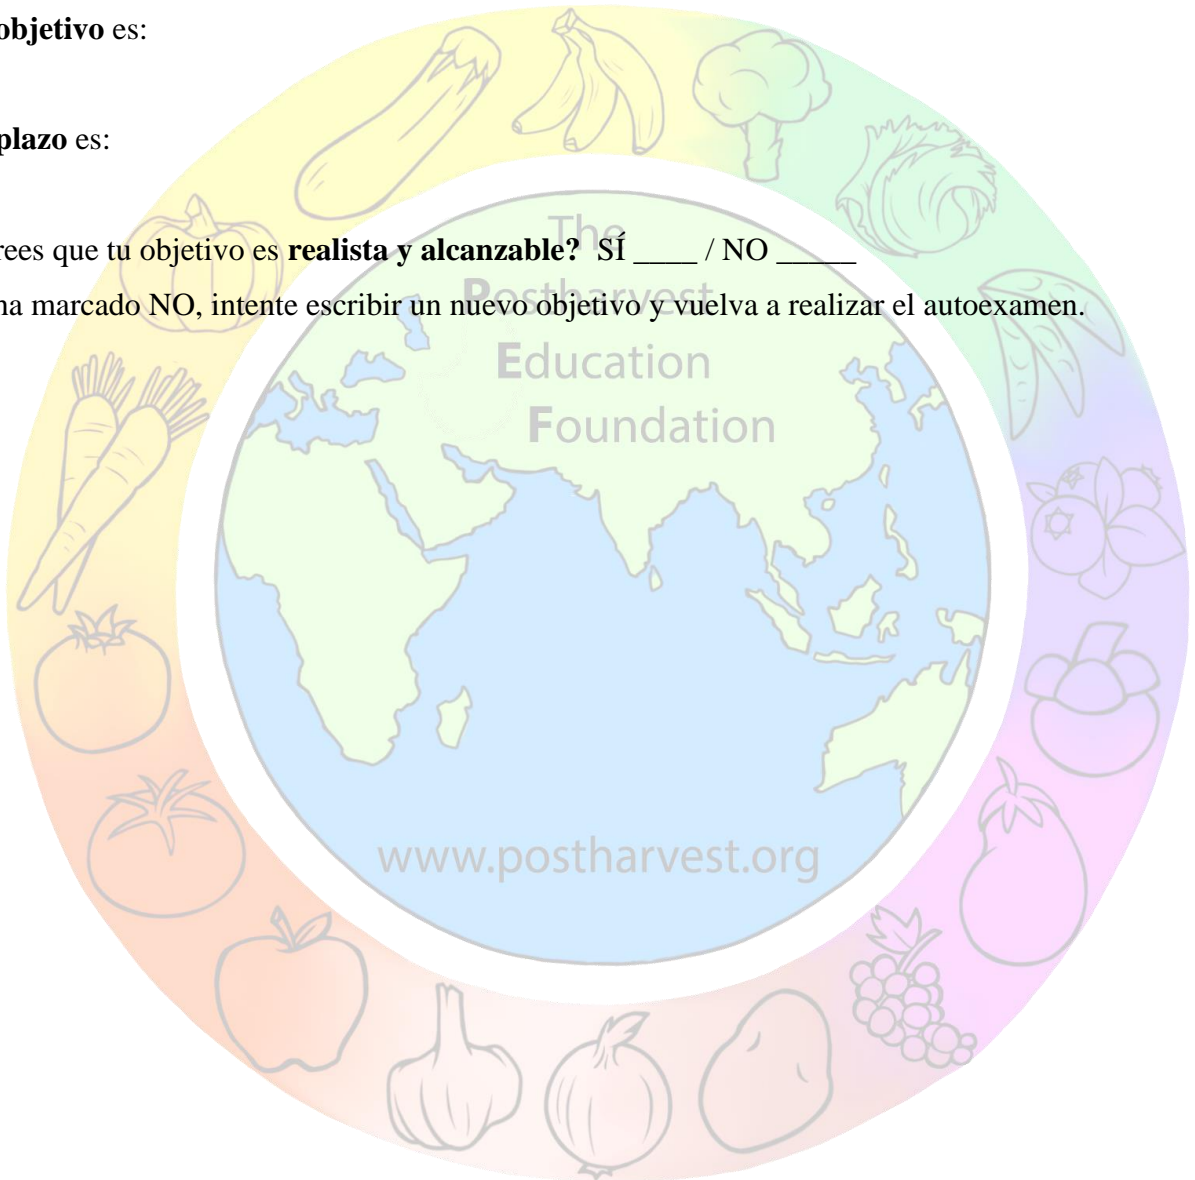 objetivo es:
plazo es:
rees que tu objetivo es realista y alcanzable? SÍ ____ / NO _____
ha marcado NO, intente escribir un nuevo objetivo y vuelva a realizar el autoexamen.
The
Postharvest
Education
Foundation
www.postharvest.org